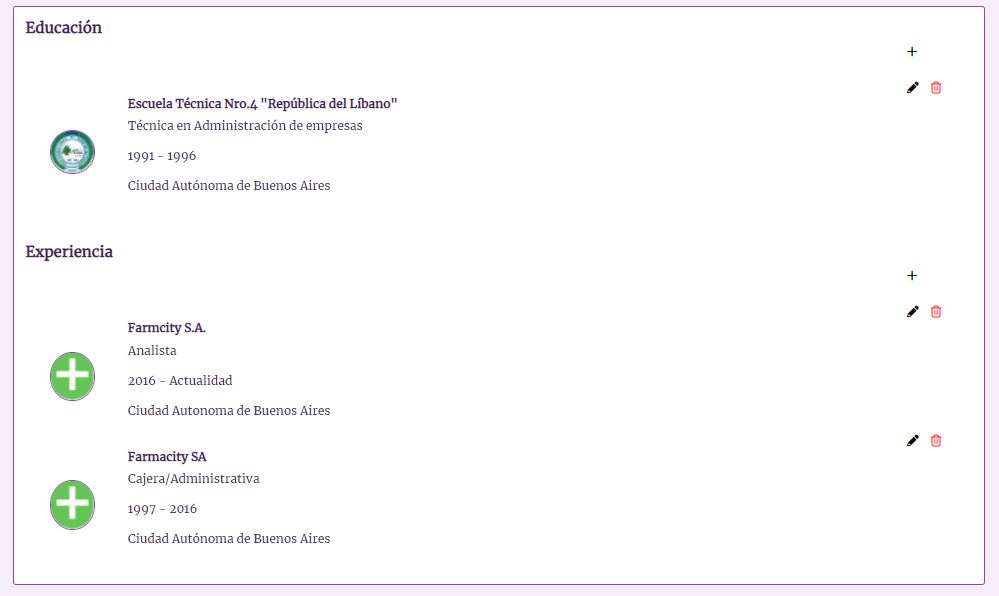 Educación
Escuela Técnica Nro.4 "República del Líbano"
Técnica en Administración de empresas
1991 - 1996
Ciudad Autónoma de Buenos Aires
Experiencia
Farmcity S.A.
Analista
2016 - Actualidad
Ciudad Autonoma de Buenos Aires
Farmacity SA
Cajera/Administrativa
1997 - 2016
Ciudad Autónoma de Buenos Aires